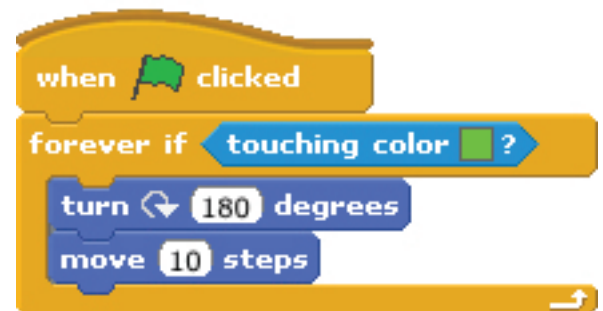 when clicked
forever if touching color ?
turn 180 degrees
move 10 steps